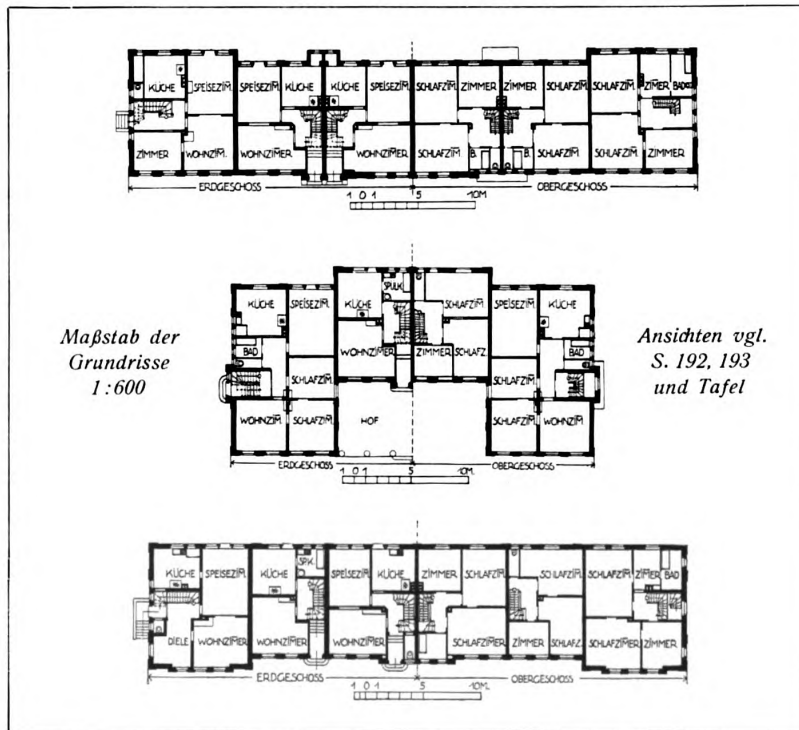 KÜCHE SPEISEZIM. SPEISEZIM. KÜCHE KÜCHE SPEISEZIM. SCHLAFZIM. ZIMMER ZIMMER SCHLAFZIM. SCHLAFZIM. ZIMER BAD
ZIMMER WOHNZIM. WOHNZIMER WOHNZIMER SCHLAFZIM. B. B. SCHLAFZIM. SCHLAFZIM. ZIMMER
ERDGESCHOSS OBERGESCHOSS
1 0 1 5 10M.
Maßstab der
Grundrisse
1:600
KÜCHE SPEISEZIM. KÜCHE SPÜLK. SCHLAFZIM. SPEISEZIM. KÜCHE
BAD WOHNZIMER ZIMMER SCHLAFZ. BAD
SCHLAFZIM. SCHLAFZIM.
WOHNZIM. SCHLAFZIM. HOF SCHLAFZIM. WOHNZIM.
ERDGESCHOSS OBERGESCHOSS
1 0 1 5 10M.
Ansichten vgl.
S. 192, 193
und Tafel
KÜCHE SPEISEZIM. KÜCHE SP.K. SPEISEZIM. KÜCHE ZIMMER SCHLAFZIM. SCHLAFZIM. SCHLAFZIM. ZIMER BAD
DIELE WOHNZIMER WOHNZIMER WOHNZIMER SCHLAFZIMER ZIMMER SCHLAFZ. SCHLAFZIMER ZIMMER
ERDGESCHOSS OBERGESCHOSS
1 0 1 5 10M.